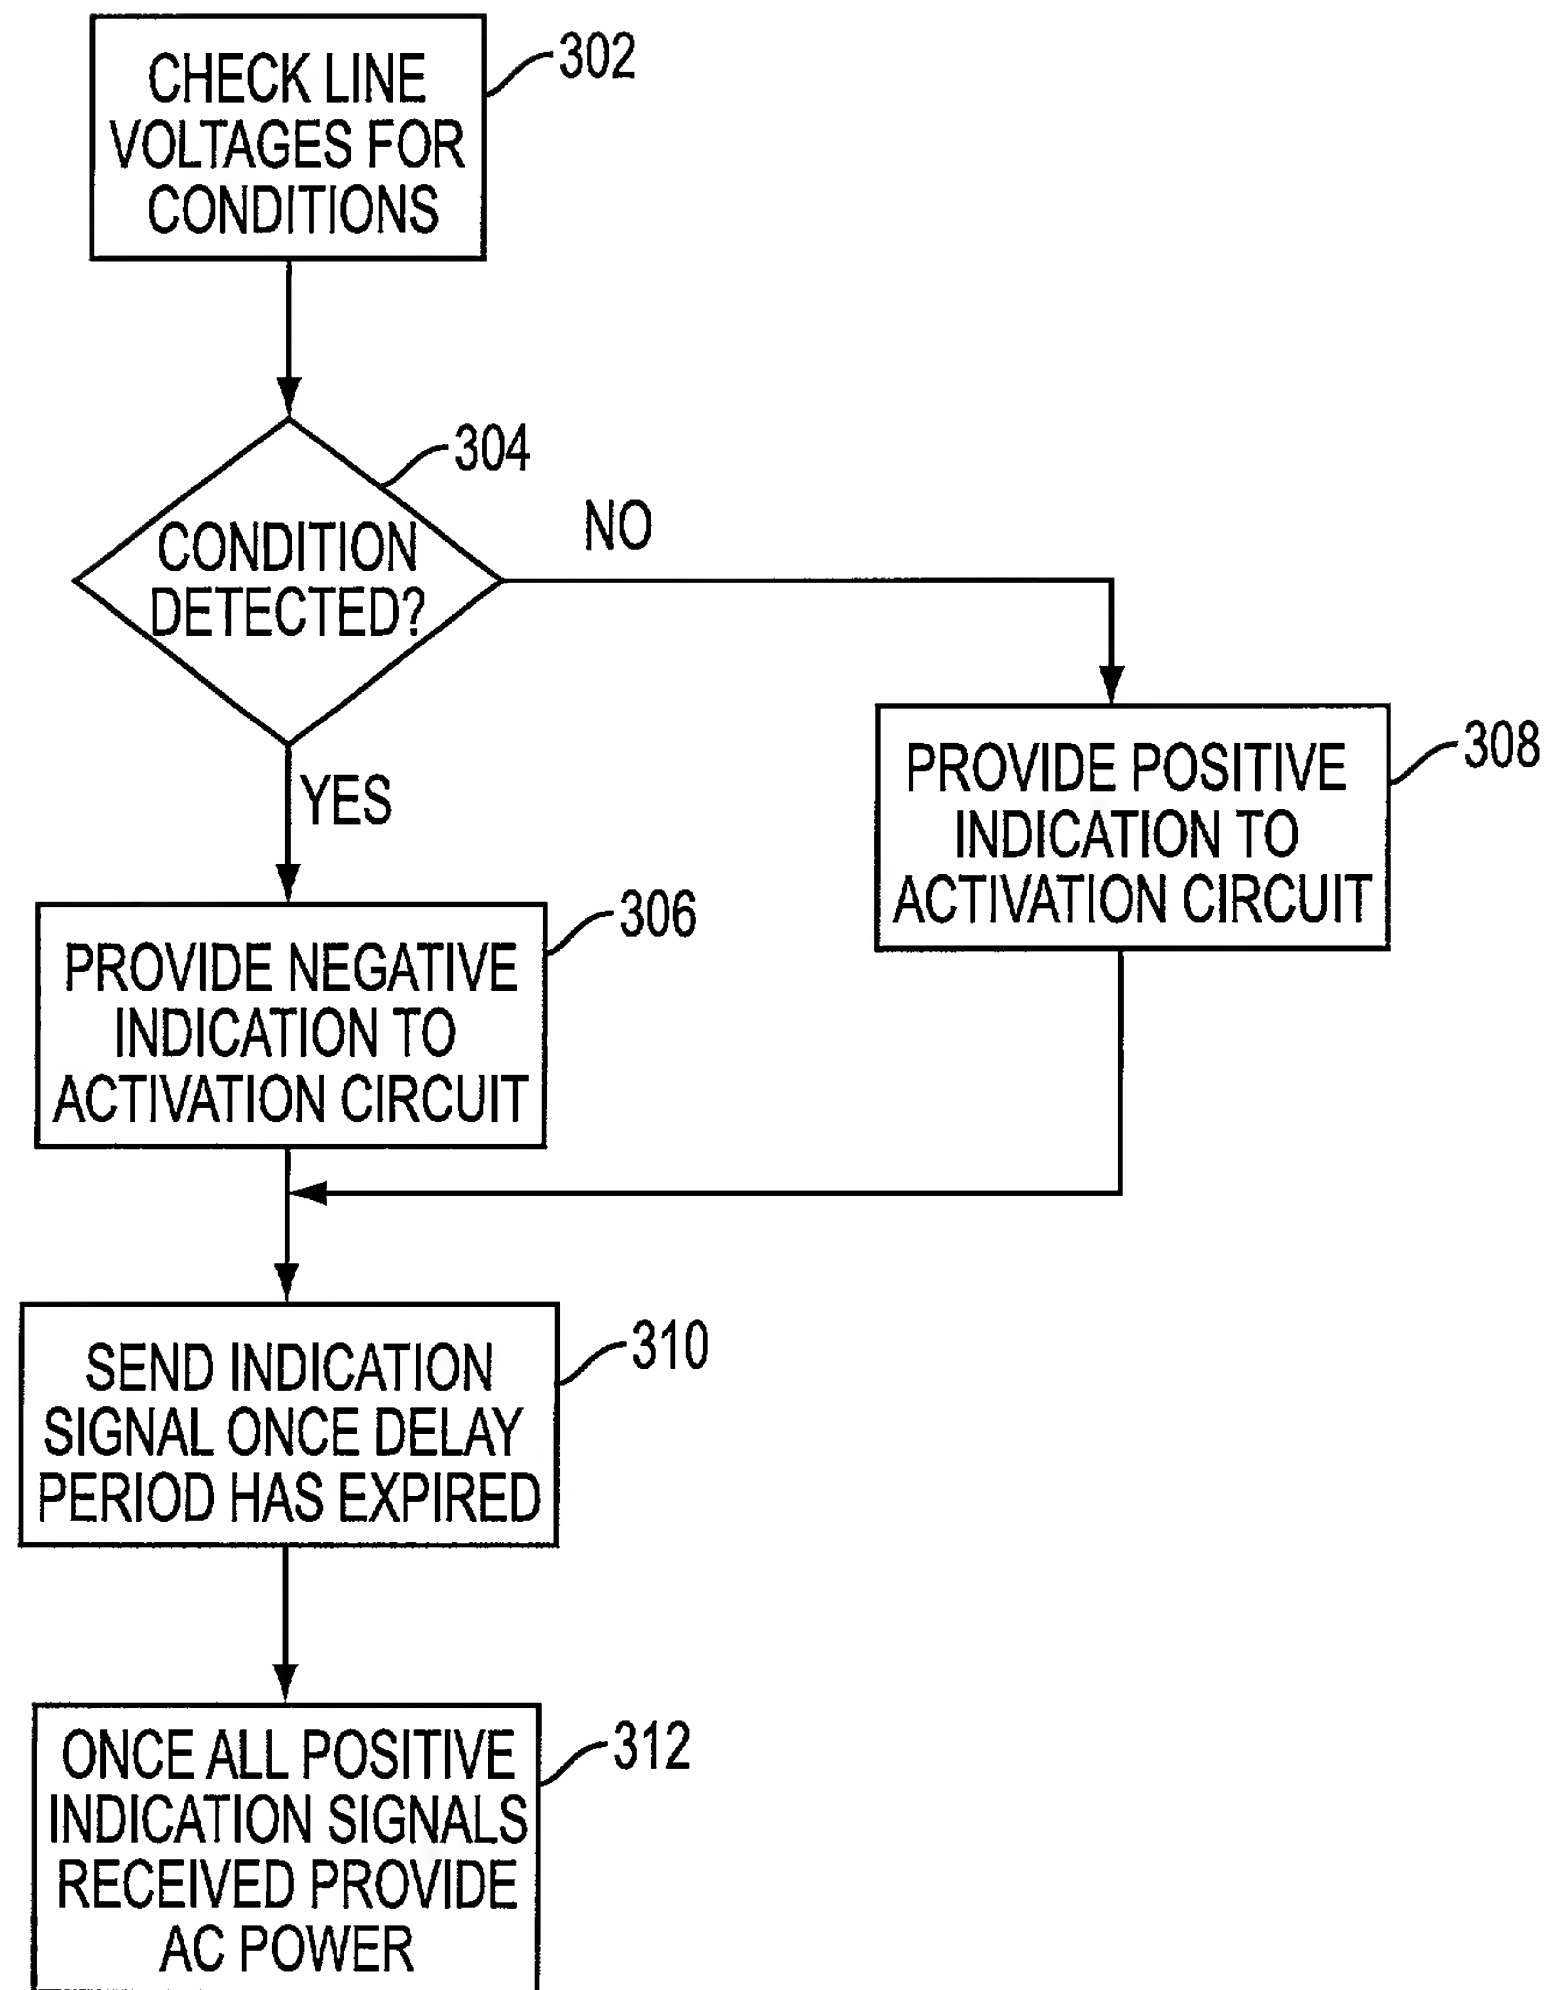 CHECK LINE
VOLTAGES FOR
CONDITIONS
302
304
CONDITION
DETECTED?
NO
YES
PROVIDE POSITIVE
INDICATION TO
ACTIVATION CIRCUIT
308
PROVIDE NEGATIVE
INDICATION TO
ACTIVATION CIRCUIT
306
SEND INDICATION
SIGNAL ONCE DELAY
PERIOD HAS EXPIRED
310
ONCE ALL POSITIVE
INDICATION SIGNALS
RECEIVED PROVIDE
AC POWER
312